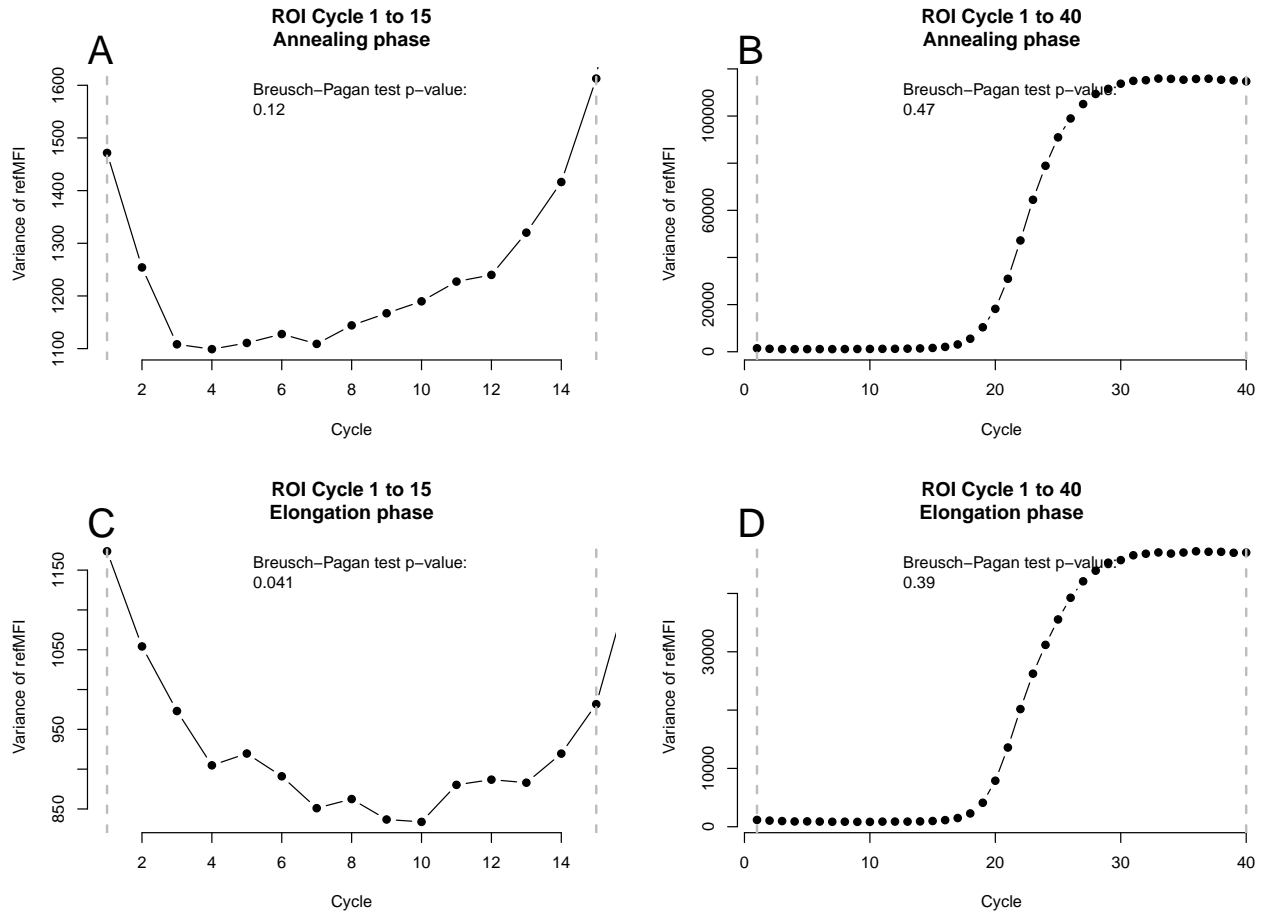 A
ROI Cycle 1 to 15
Annealing phase
Breusch−Pagan test p−value:
0.12
Variance of refMFI
1600
1500
1400
1300
1200
1100
2 4 6 8 10 12 14
Cycle
B
ROI Cycle 1 to 40
Annealing phase
Breusch−Pagan test p−value:
0.47
Variance of refMFI
100000
60000
20000
0
0 10 20 30 40
Cycle
C
ROI Cycle 1 to 15
Elongation phase
Breusch−Pagan test p−value:
0.041
Variance of refMFI
1150
1050
950
850
2 4 6 8 10 12 14
Cycle
D
ROI Cycle 1 to 40
Elongation phase
Breusch−Pagan test p−value:
0.39
Variance of refMFI
30000
10000
0
0 10 20 30 40
Cycle